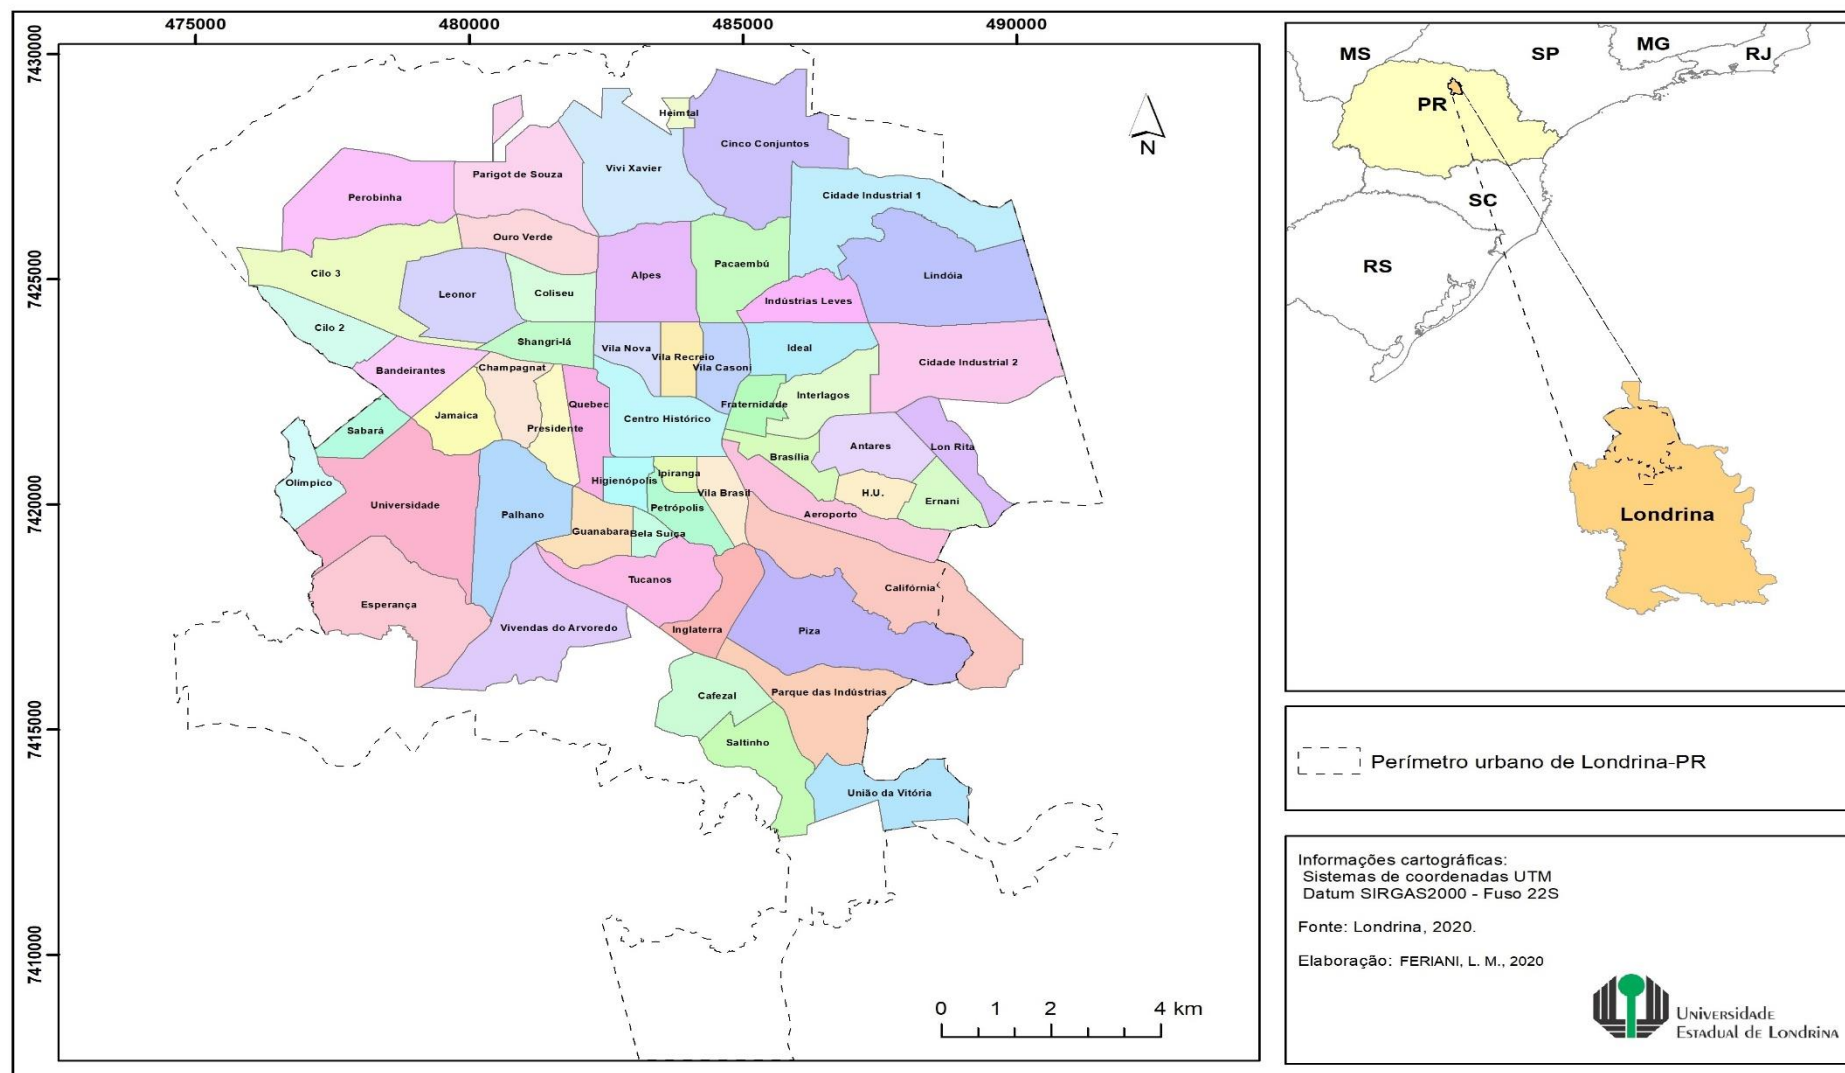 475000
480000
485000
490000
7430000
7425000
7420000
7415000
7410000
Heimtal
Cinco Conjuntos
Vivi Xavier
Parigot de Souza
Perobinha
Cidade Industrial 1
Ouro Verde
Pacaembú
Cilo 3
Alpes
Lindóia
Leonor
Coliseu
Indústrias Leves
Cilo 2
Shangri-lá
Vila Nova
Vila Recreio
Vila Casoni
Ideal
Cidade Industrial 2
Bandeirantes
Champagnat
Interlagos
Jamaica
Quebec
Fraternidade
Centro Histórico
Sabará
Presidente
Antares
Lon Rita
Brasília
Olímpico
Ipiranga
Higienópolis
Vila Brasil
H.U.
Ernani
Universidade
Palhano
Petrópolis
Aeroporto
Guanabara
Bela Suiça
Tucanos
Califórnia
Esperança
Vivendas do Arvoredo
Inglaterra
Piza
Cafezal
Parque das Indústrias
Saltinho
União da Vitória
N
0 1 2 4 km
MS
SP
MG
RJ
PR
SC
RS
Londrina
Perímetro urbano de Londrina-PR
Informações cartográficas:
Sistemas de coordenadas UTM
Datum SIRGAS2000 - Fuso 22S
Fonte: Londrina, 2020.
Elaboração: FERIANI, L. M., 2020
Universidade
Estadual de Londrina